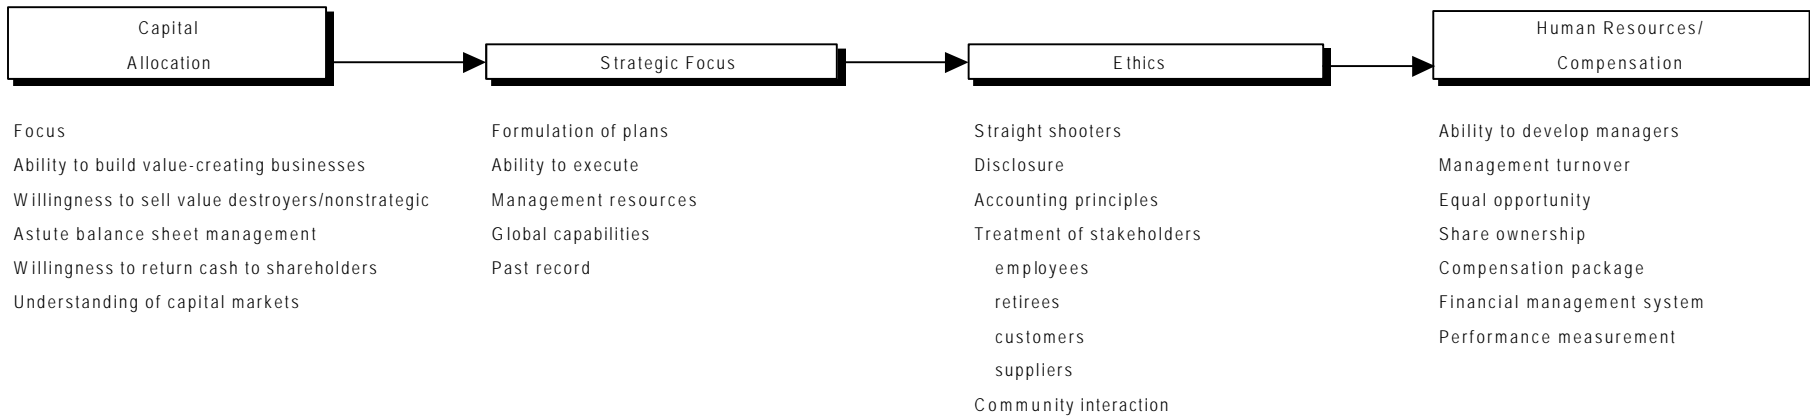 Capital
Allocation
Strategic Focus
Ethics
Human Resources/
Compensation
Focus
Ability to build value-creating businesses
Willingness to sell value destroyers/nonstrategic
Astute balance sheet management
Willingness to return cash to shareholders
Understanding of capital markets
Formulation of plans
Ability to execute
Management resources
Global capabilities
Past record
Straight shooters
Disclosure
Accounting principles
Treatment of stakeholders
employees
retirees
customers
suppliers
Community interaction
Ability to develop managers
Management turnover
Equal opportunity
Share ownership
Compensation package
Financial management system
Performance measurement